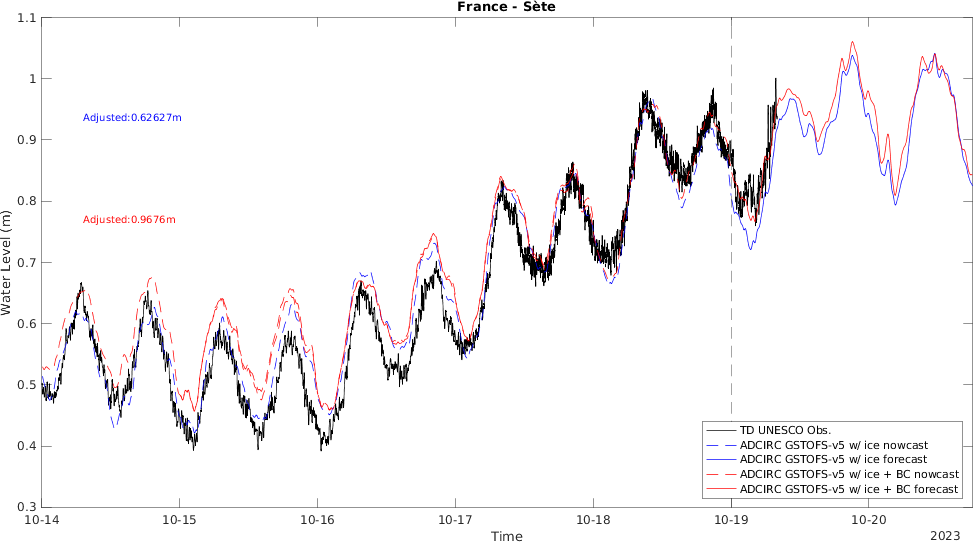 France - Sète
Water Level (m)
1.1
1
0.9
0.8
0.7
0.6
0.5
0.4
0.3
Adjusted:0.62627m
Adjusted:0.9676m
TD UNESCO Obs.
ADCIRC GSTOFS-v5 w/ ice nowcast
ADCIRC GSTOFS-v5 w/ ice forecast
ADCIRC GSTOFS-v5 w/ ice + BC nowcast
ADCIRC GSTOFS-v5 w/ ice + BC forecast
10-14 10-15 10-16 10-17 10-18 10-19 10-20
Time
2023